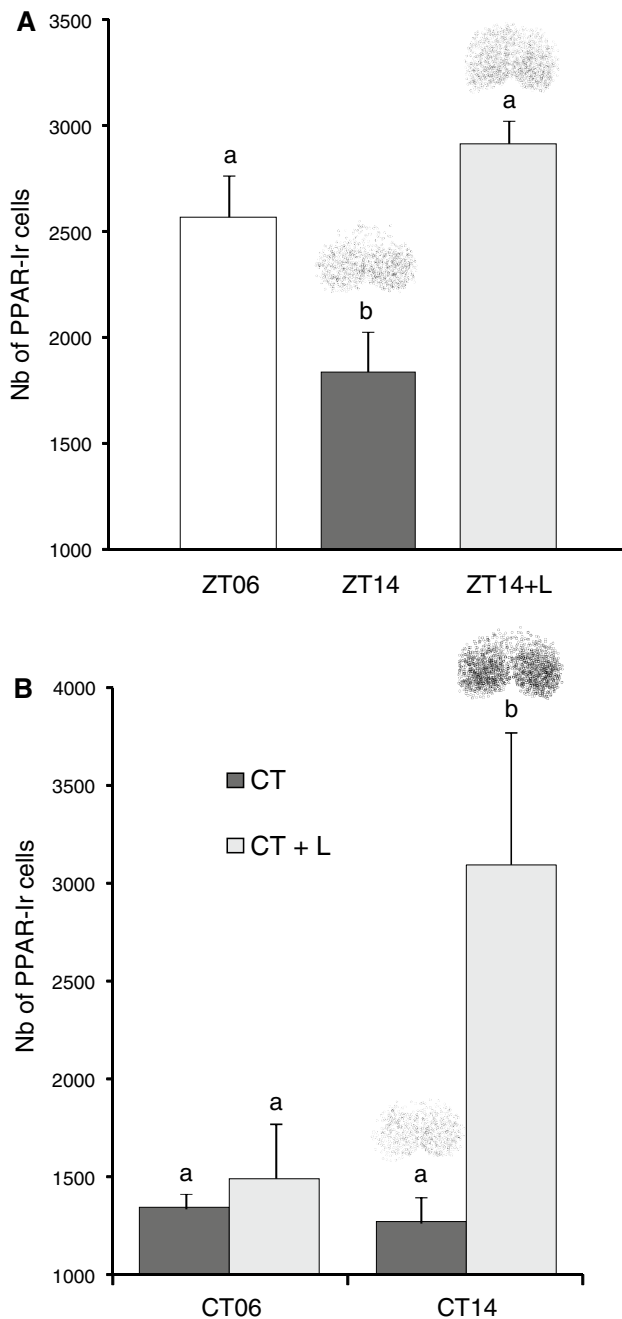 A
3500
3000
2500
2000
1500
1000
Nb of PPAR-Ir cells
a
b
a
ZT06 ZT14 ZT14+L
B
4000
3500
3000
2500
2000
1500
1000
Nb of PPAR-Ir cells
CT
CT + L
a
a
a
b
CT06 CT14